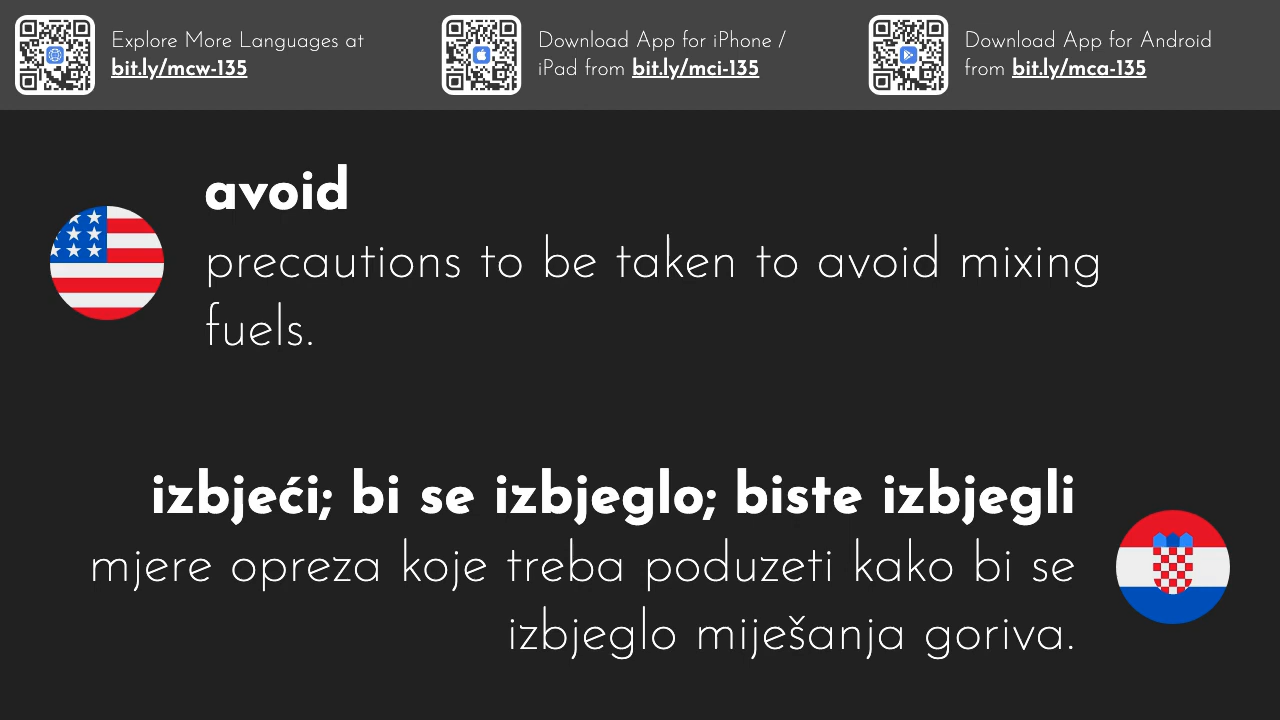 Explore More Languages at
bit.ly/mcw-135
Download App for iPhone /
iPad from bit.ly/mci-135
Download App for Android
from bit.ly/mca-135
avoid
precautions to be taken to avoid mixing
fuels.
izbjeći; bi se izbjeglo; biste izbjegli
mjere opreza koje treba poduzeti kako bi se
izbjeglo miješanja goriva.